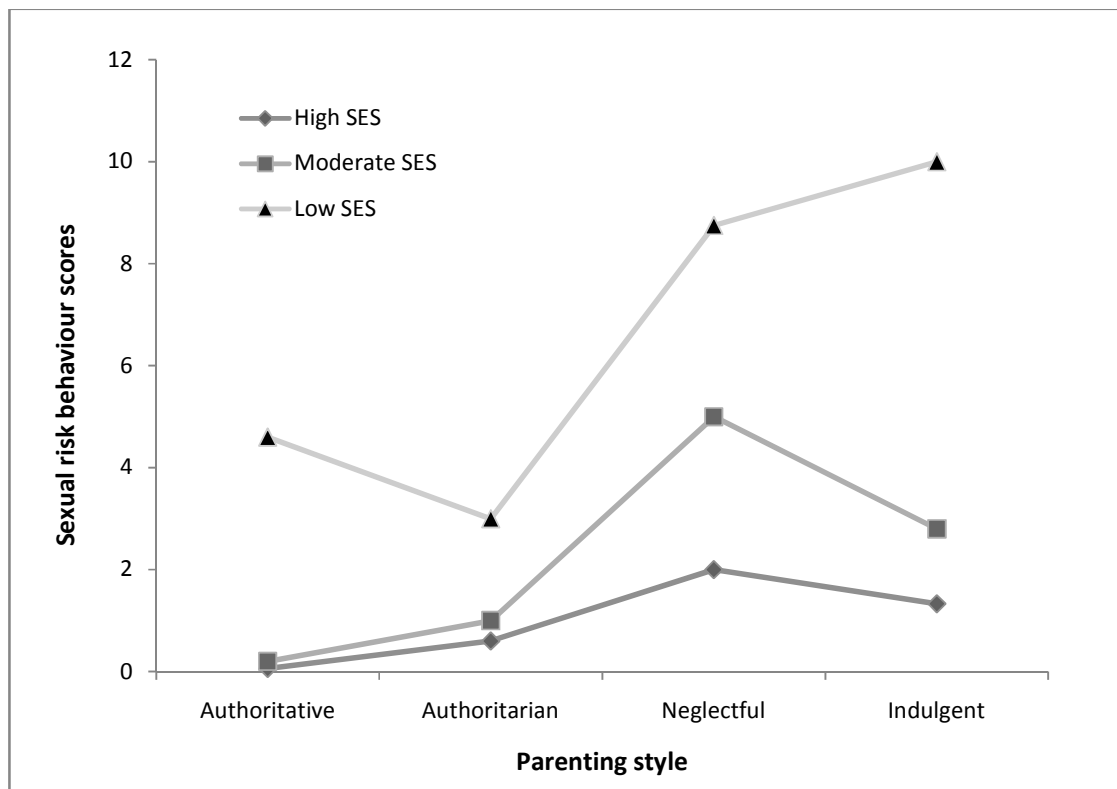 12
10
8
6
4
2
0
High SES
Moderate SES
Low SES
Sexual risk behaviour scores
Authoritative
Authoritarian
Neglectful
Indulgent
Parenting style